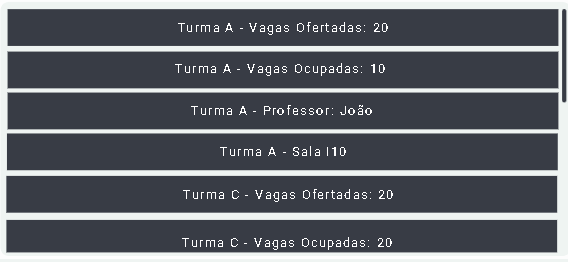 Turma A - Vagas Ofertadas: 20
Turma A - Vagas Ocupadas: 10
Turma A - Professor: João
Turma A - Sala I10
Turma C - Vagas Ofertadas: 20
Turma C - Vagas Ocupadas: 20